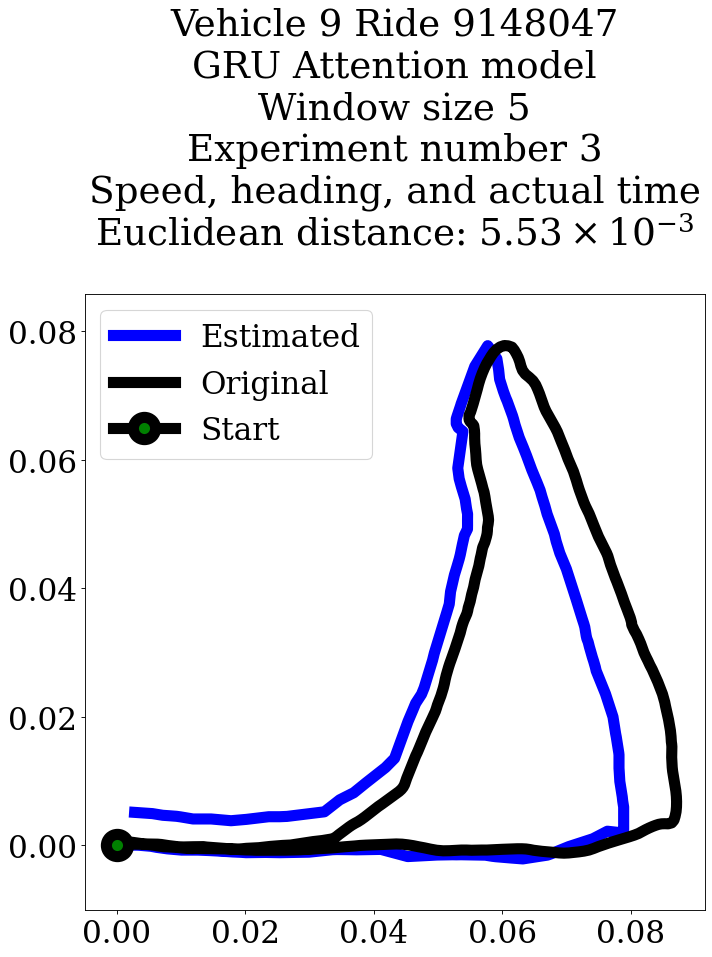 Vehicle 9 Ride 9148047
GRU Attention model
Window size 5
Experiment number 3
Speed, heading, and actual time
Euclidean distance: 5.53 × 10⁻³
Estimated
Original
Start
0.08
0.06
0.04
0.02
0.00
0.00 0.02 0.04 0.06 0.08